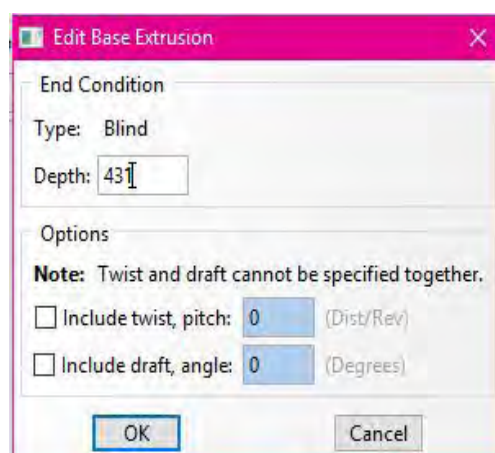 Edit Base Extrusion
End Condition
Type: Blind
Depth: 431
Options
Note: Twist and draft cannot be specified together.
Include twist, pitch: 0 (Dist/Rev)
Include draft, angle: 0 (Degrees)
OK Cancel